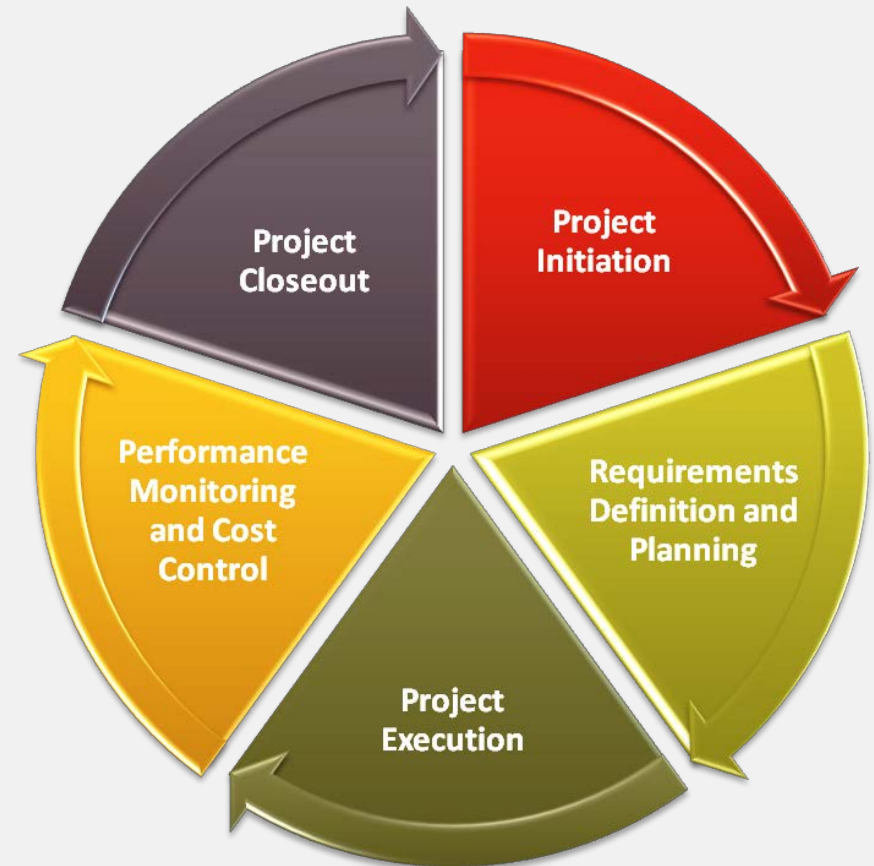 Project
Initiation
Requirements
Definition and
Planning
Project
Execution
Performance
Monitoring
and Cost
Control
Project
Closeout